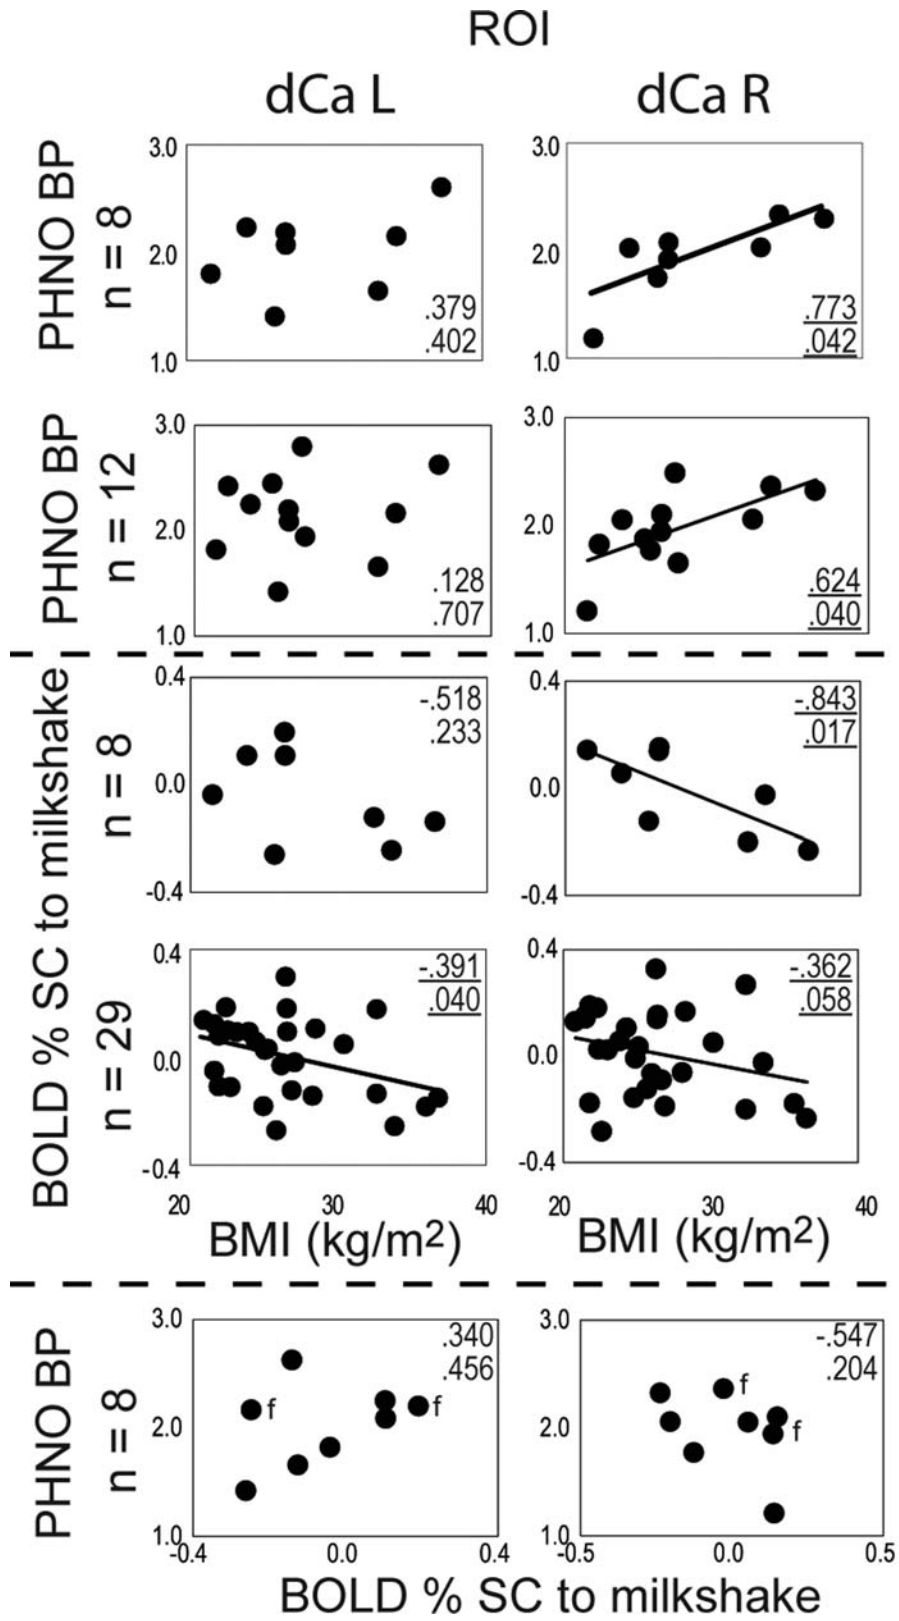 ROI
dCa L dCa R
PHNO BP
n = 8
3.0
2.0
1.0
.379
.402
3.0
2.0
1.0
.773
.042
PHNO BP
n = 12
3.0
2.0
1.0
.128
.707
3.0
2.0
1.0
.624
.040
BOLD % SC to milkshake
n = 8
0.4
0.0
-0.4
-.518
.233
0.4
0.0
-0.4
-.843
.017
n = 29
0.4
0.0
-0.4
-.391
.040
0.4
0.0
-0.4
-.362
.058
20 30 40
20 30 40
BMI (kg/m2) BMI (kg/m2)
PHNO BP
n = 8
3.0
2.0
1.0
.340
.456
f
f
3.0
2.0
1.0
-.547
.204
f
f
-0.4 0.0 0.4
-0.5 0.0 0.5
BOLD % SC to milkshake